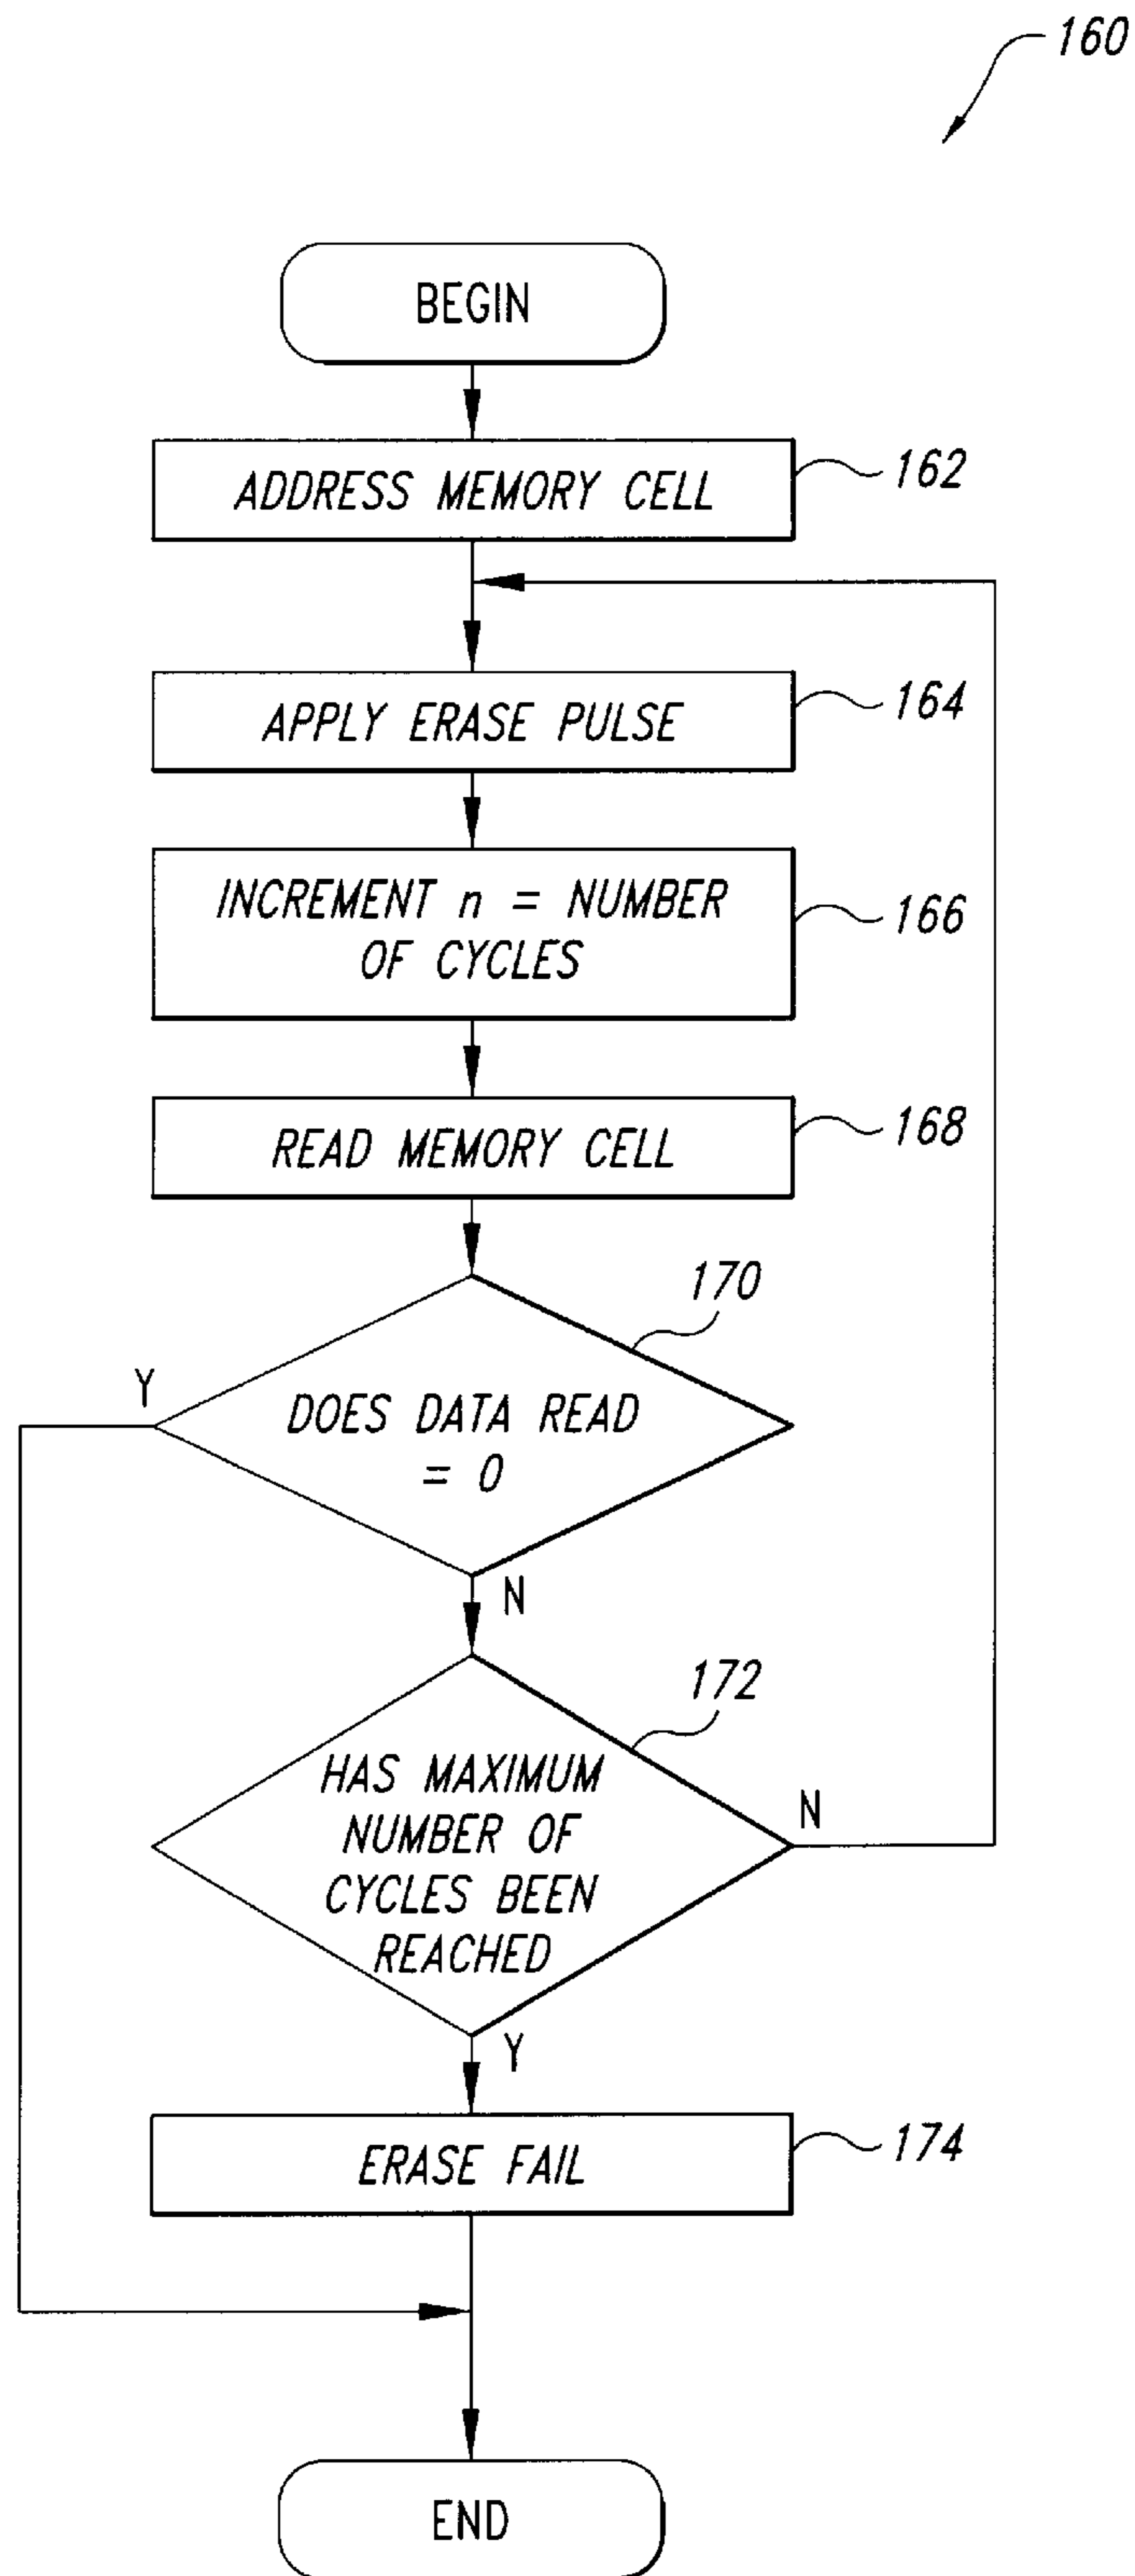 160
BEGIN
ADDRESS MEMORY CELL
162
APPLY ERASE PULSE
164
INCREMENT n = NUMBER
OF CYCLES
166
READ MEMORY CELL
168
170
Y
DOES DATA READ
= 0
N
172
HAS MAXIMUM
NUMBER OF
CYCLES BEEN
REACHED
N
Y
ERASE FAIL
174
END